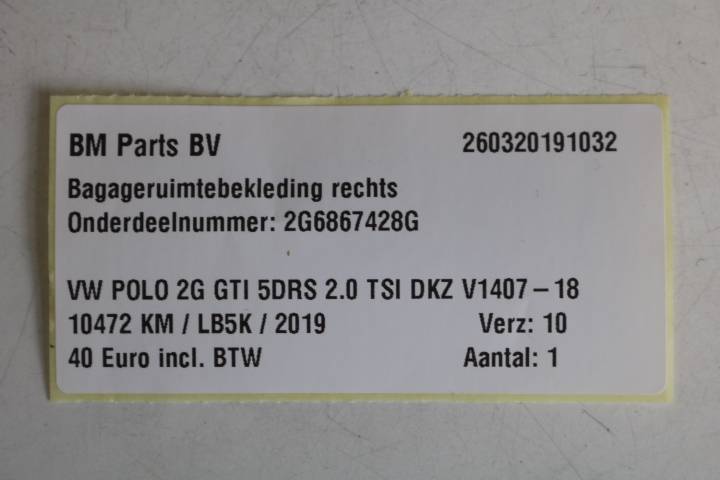 BM Parts BV 260320191032
Bagageruimtebekleding rechts
Onderdeelnummer: 2G6867428G
VW POLO 2G GTI 5DRS 2.0 TSI DKZ V1407 – 18
10472 KM / LB5K / 2019 Verz: 10
40 Euro incl. BTW Aantal: 1